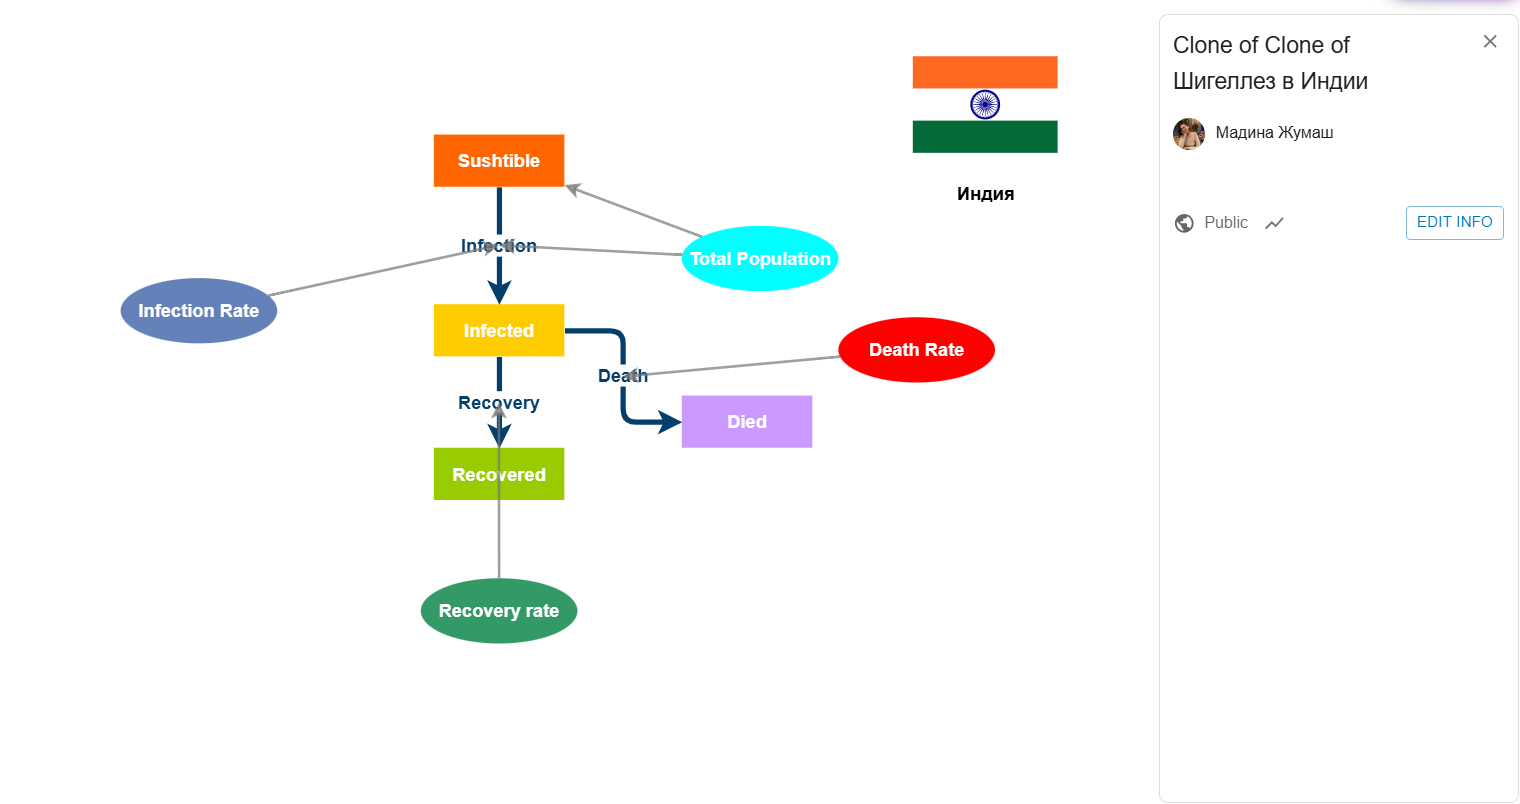 Clone of Clone of
Шигеллез в Индии
Мадина Жумаш
Public
EDIT INFO
Индия
Sushtible
Infection
Total Population
Infection Rate
Infected
Death Rate
Death
Recovery
Died
Recovered
Recovery rate